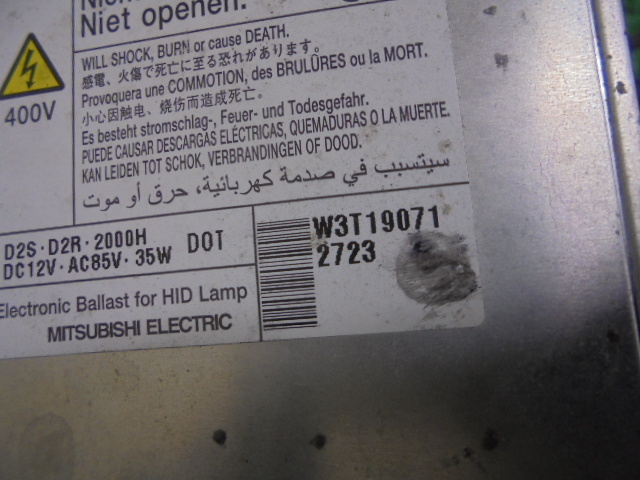 Niet openen.
WILL SHOCK, BURN or cause DEATH.
感電、火傷で死亡に至る恐れがあります。
Provoquera une COMMOTION, des BRULÛRES ou la MORT.
小心因触电、烧伤而造成死亡。
Es besteht stromschlag-, Feuer- und Todesgefahr.
PUEDE CAUSAR DESCARGAS ELÉCTRICAS, QUEMADURAS O LA MUERTE.
KAN LEIDEN TOT SCHOK, VERBRANDINGEN OF DOOD.
سيتسبب في صدمة كهربائية، حرق أو موت
400V
D2S · D2R · 2000H
DC12V · AC85V · 35W DOT
Electronic Ballast for HID Lamp
MITSUBISHI ELECTRIC
W3T19071
2723